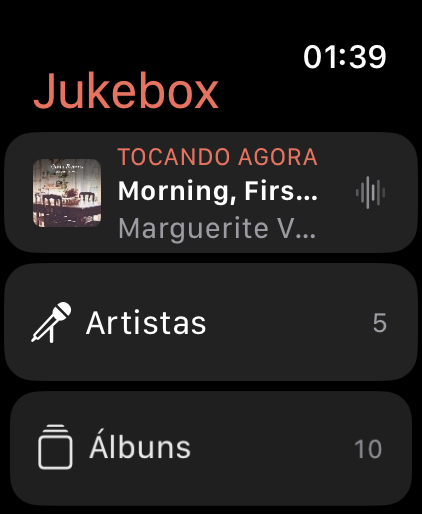 01:39
Jukebox
TOCANDO AGORA
Morning, Firs...
Marguerite V...
Artistas 5
Álbuns 10